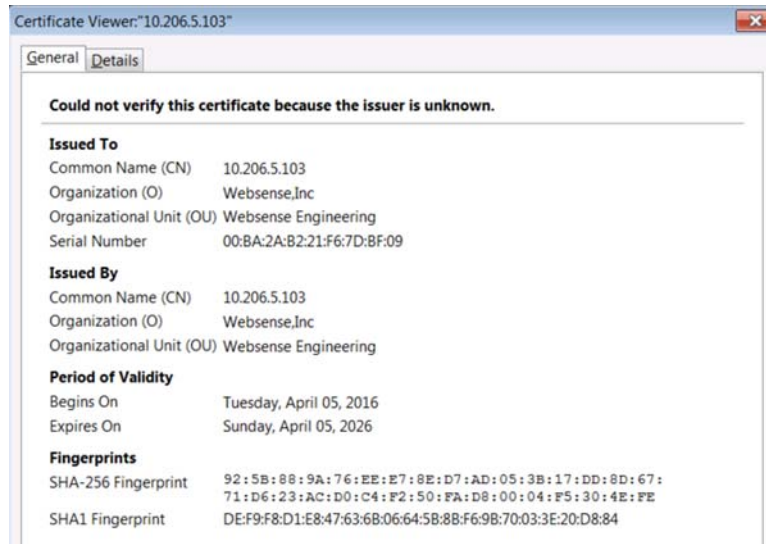 Certificate Viewer:"10.206.5.103"
General Details
Could not verify this certificate because the issuer is unknown.
Issued To
Common Name (CN) 10.206.5.103
Organization (O) Websense,Inc
Organizational Unit (OU) Websense Engineering
Serial Number 00:BA:2A:B2:21:F6:7D:BF:09
Issued By
Common Name (CN) 10.206.5.103
Organization (O) Websense,Inc
Organizational Unit (OU) Websense Engineering
Period of Validity
Begins On Tuesday, April 05, 2016
Expires On Sunday, April 05, 2026
Fingerprints
SHA-256 Fingerprint 92:5B:88:9A:76:EE:E7:8E:D7:AD:05:3B:17:DD:8D:67:
71:D6:23:AC:D0:C4:F2:50:FA:D8:00:04:F5:30:4E:FE
SHA1 Fingerprint DE:F9:F8:D1:E8:47:63:6B:06:64:5B:8B:F6:9B:70:03:3E:20:D8:84